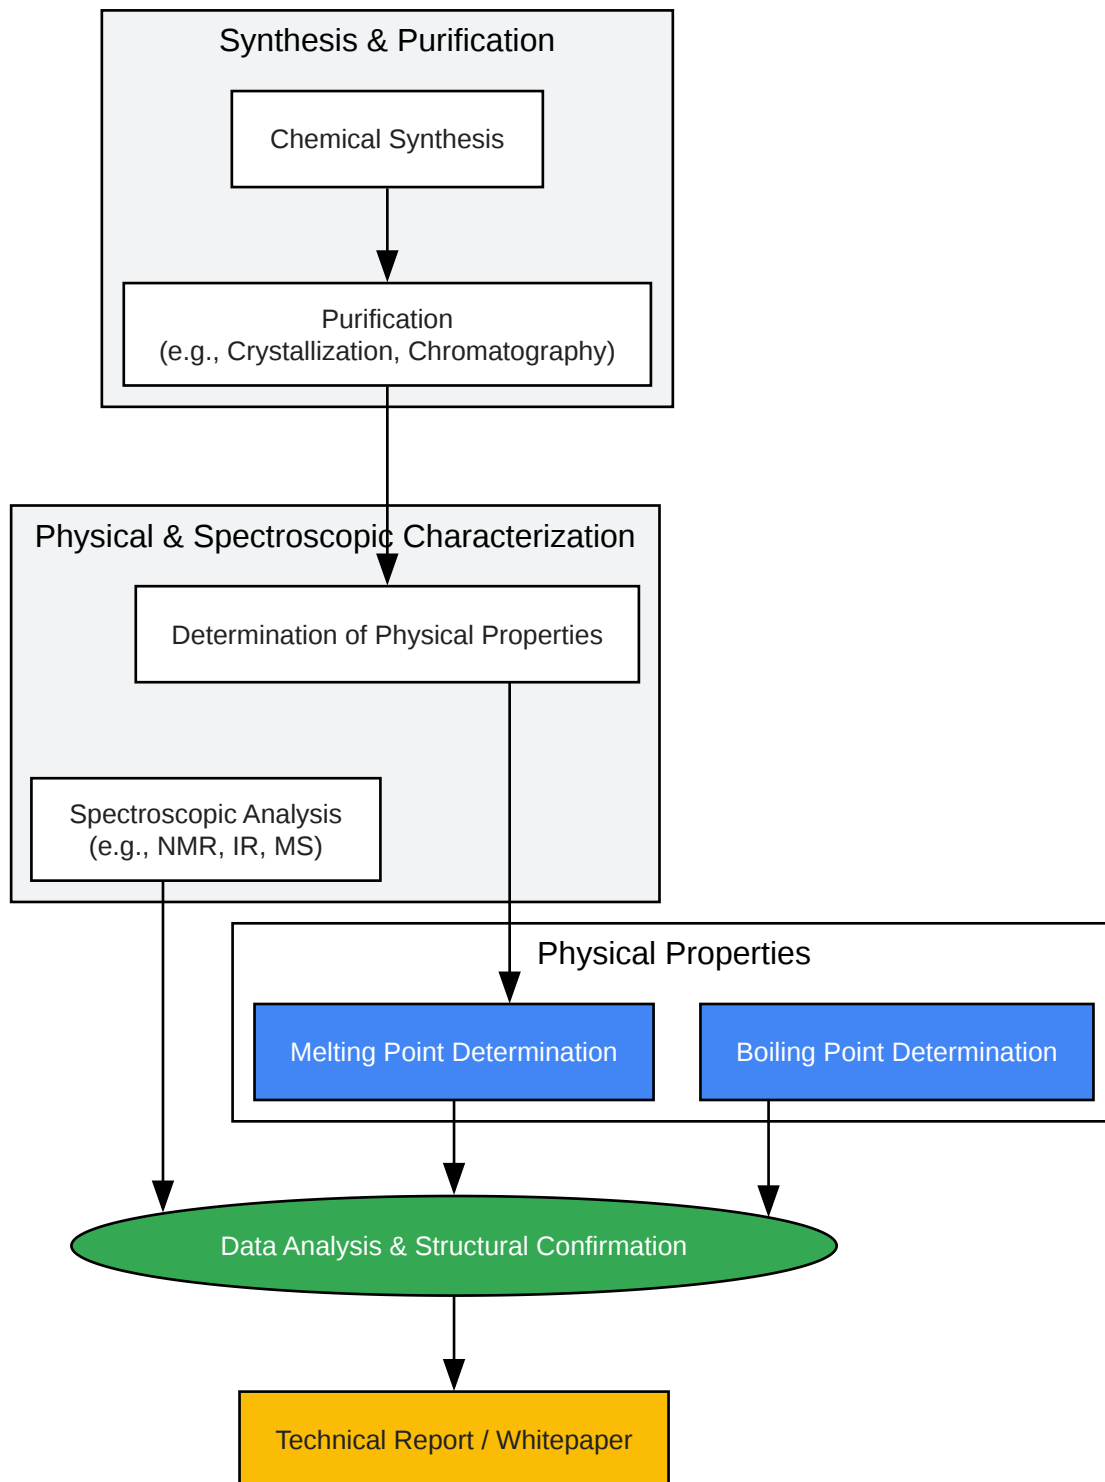 Synthesis & Purification
Chemical Synthesis
Purification
(e.g., Crystallization, Chromatography)
Physical & Spectroscopic Characterization
Determination of Physical Properties
Spectroscopic Analysis
(e.g., NMR, IR, MS)
Physical Properties
Melting Point Determination
Boiling Point Determination
Data Analysis & Structural Confirmation
Technical Report / Whitepaper